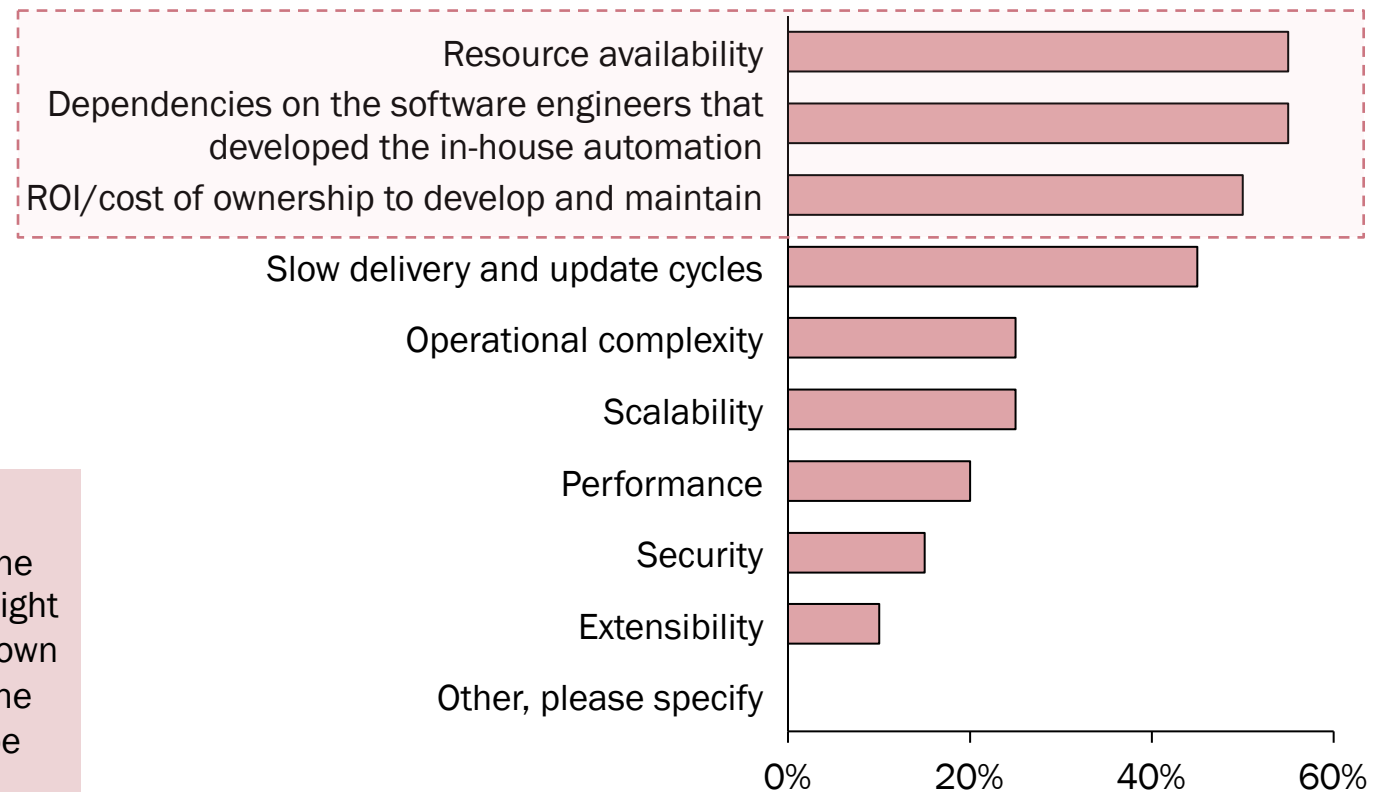 Resource availability
Dependencies on the software engineers that
developed the in-house automation
ROI/cost of ownership to develop and maintain
Slow delivery and update cycles
Operational complexity
Scalability
Performance
Security
Extensibility
Other, please specify
0% 20% 40% 60%